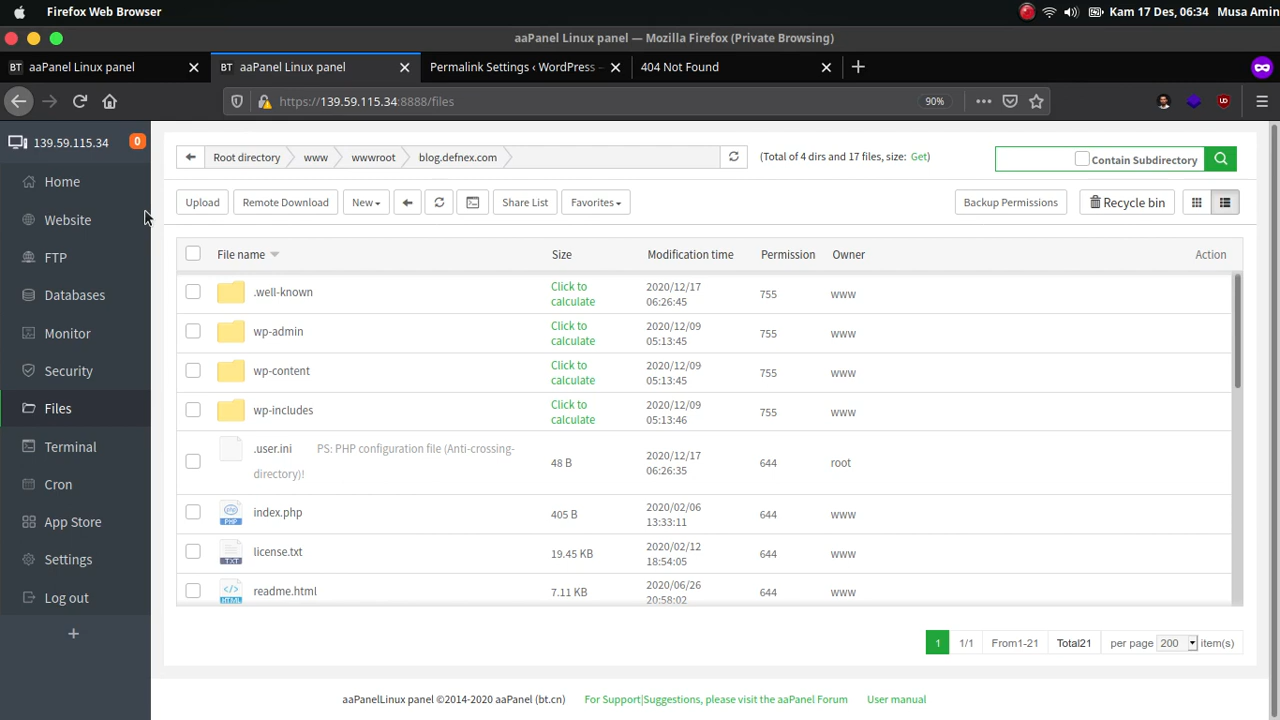 Firefox Web Browser
Kam 17 Des, 06:34 Musa Amin
aaPanel Linux panel — Mozilla Firefox (Private Browsing)
BT aaPanel Linux panel
BT aaPanel Linux panel
Permalink Settings ‹ WordPress –
404 Not Found
https://139.59.115.34:8888/files
90%
139.59.115.34
0
Home
Website
FTP
Databases
Monitor
Security
Files
Terminal
Cron
App Store
Settings
Log out
Root directory www wwwroot blog.defnex.com
(Total of 4 dirs and 17 files, size: Get)
Contain Subdirectory
Upload Remote Download New Share List Favorites
Backup Permissions Recycle bin
File name Size Modification time Permission Owner Action
.well-known Click to calculate 2020/12/17 06:26:45 755 www
wp-admin Click to calculate 2020/12/09 05:13:45 755 www
wp-content Click to calculate 2020/12/09 05:13:45 755 www
wp-includes Click to calculate 2020/12/09 05:13:46 755 www
.user.ini PS: PHP configuration file (Anti-crossing-directory)! 48 B 2020/12/17 06:26:35 644 root
index.php 405 B 2020/02/06 13:33:11 644 www
license.txt 19.45 KB 2020/02/12 18:54:05 644 www
readme.html 7.11 KB 2020/06/26 20:58:02 644 www
1 1/1 From1-21 Total21 per page 200 item(s)
aaPanelLinux panel ©2014-2020 aaPanel (bt.cn) For Support|Suggestions, please visit the aaPanel Forum User manual